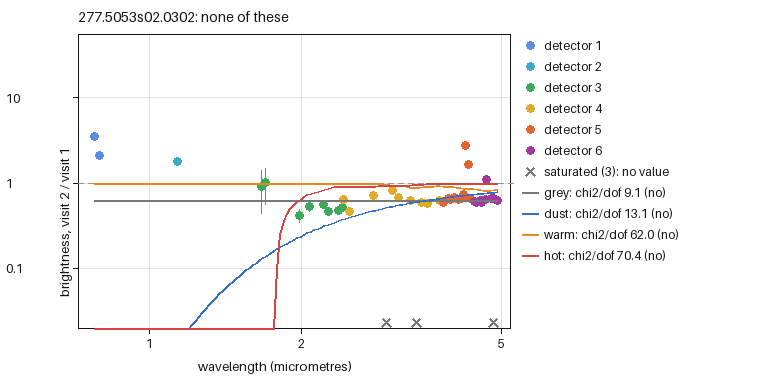 277.5053s02.0302: none of these
brightness, visit 2 / visit 1
10
1
0.1
1
2
5
wavelength (micrometres)
detector 1
detector 2
detector 3
detector 4
detector 5
detector 6
saturated (3): no value
grey: chi2/dof 9.1 (no)
dust: chi2/dof 13.1 (no)
warm: chi2/dof 62.0 (no)
hot: chi2/dof 70.4 (no)